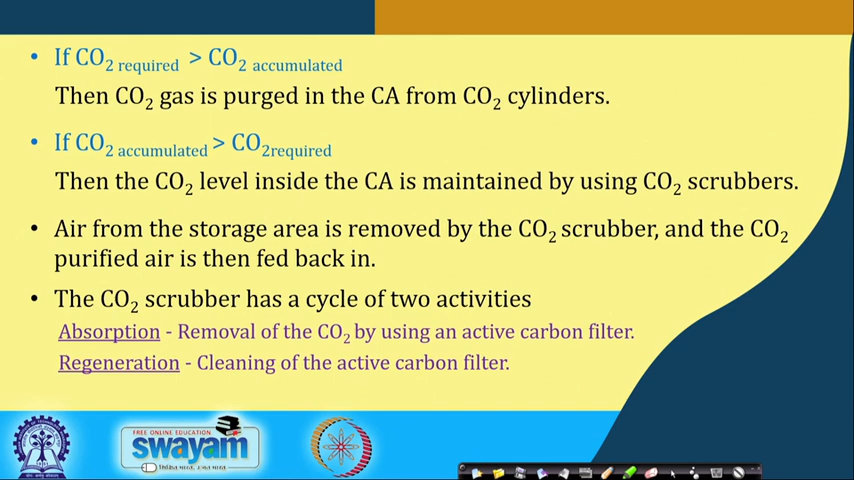 • If CO₂ required > CO₂ accumulated
Then CO₂ gas is purged in the CA from CO₂ cylinders.
• If CO₂ accumulated > CO₂required
Then the CO₂ level inside the CA is maintained by using CO₂ scrubbers.
• Air from the storage area is removed by the CO₂ scrubber, and the CO₂
purified air is then fed back in.
• The CO₂ scrubber has a cycle of two activities
Absorption - Removal of the CO₂ by using an active carbon filter.
Regeneration - Cleaning of the active carbon filter.
FREE ONLINE EDUCATION
swayam